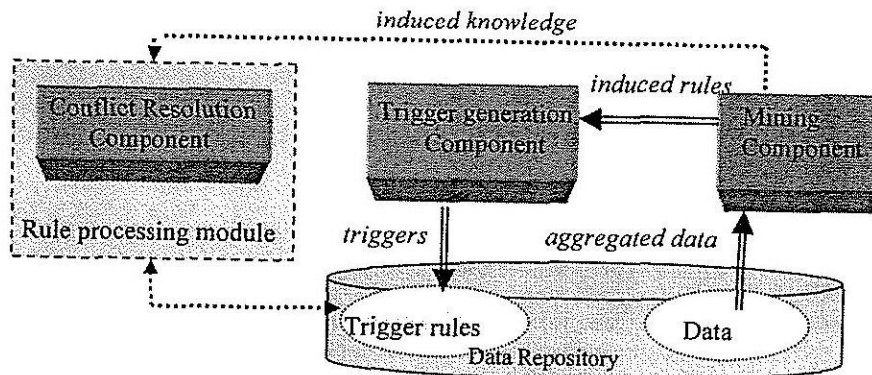 induced knowledge
induced rules
Conflict Resolution
Component
Trigger generation
Component
Mining
Component
Rule processing module
triggers
aggregated data
Trigger rules
Data
Data Repository